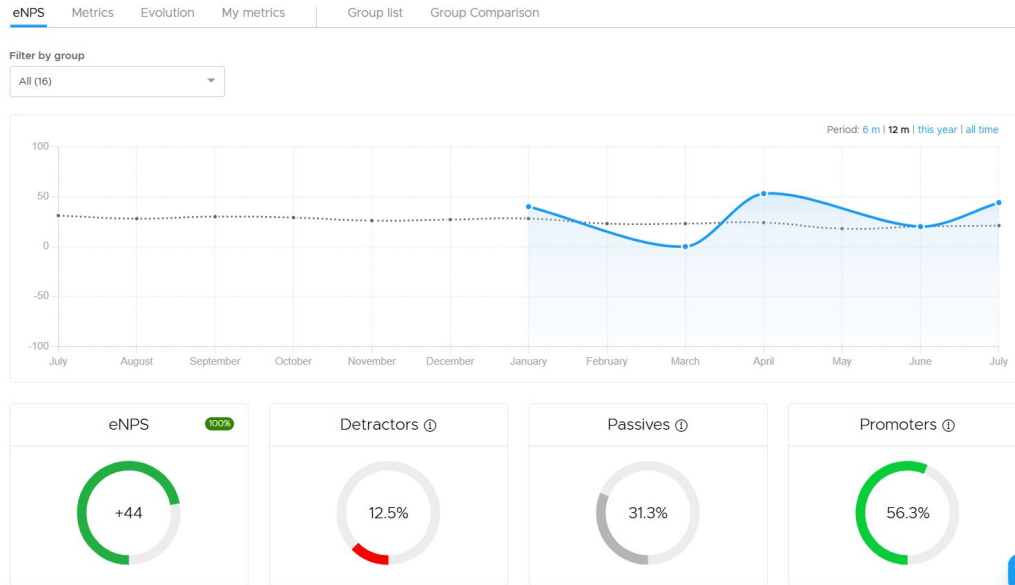 eNPS Metrics Evolution My metrics Group list Group Comparison
Filter by group
All (16)
Period: 6 m | 12 m | this year | all time
100
50
0
-50
-100
July August September October November December January February March April May June July
eNPS 100% Detractors Passives Promoters
+44 12.5% 31.3% 56.3%